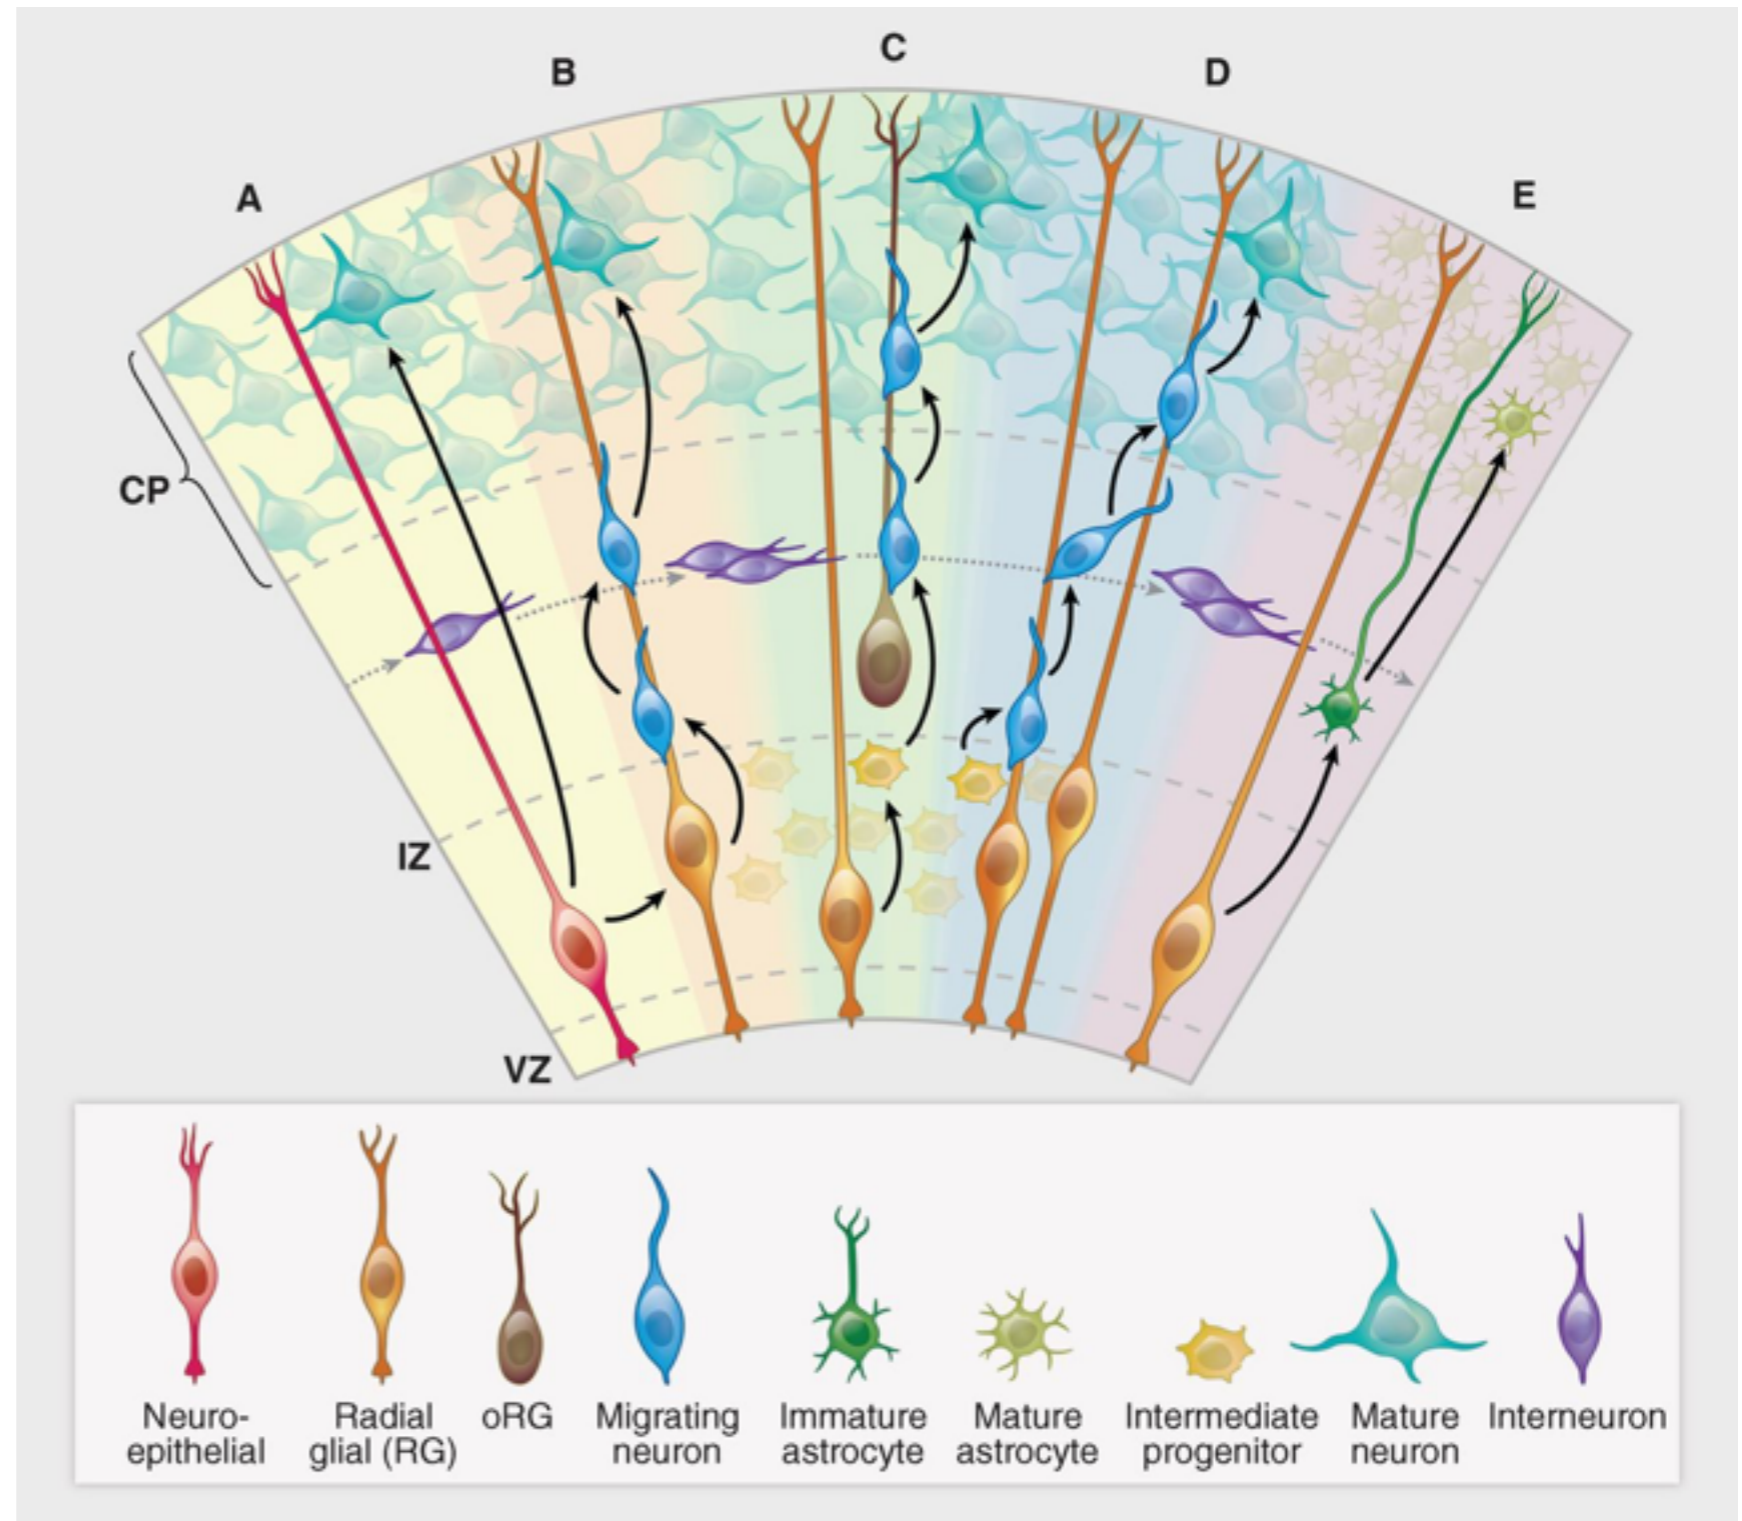 C
B
D
A
E
CP
IZ
VZ
Neuro-
epithelial
Radial
glial (RG)
oRG
Migrating
neuron
Immature
astrocyte
Mature
astrocyte
Intermediate
progenitor
Mature
neuron
Interneuron